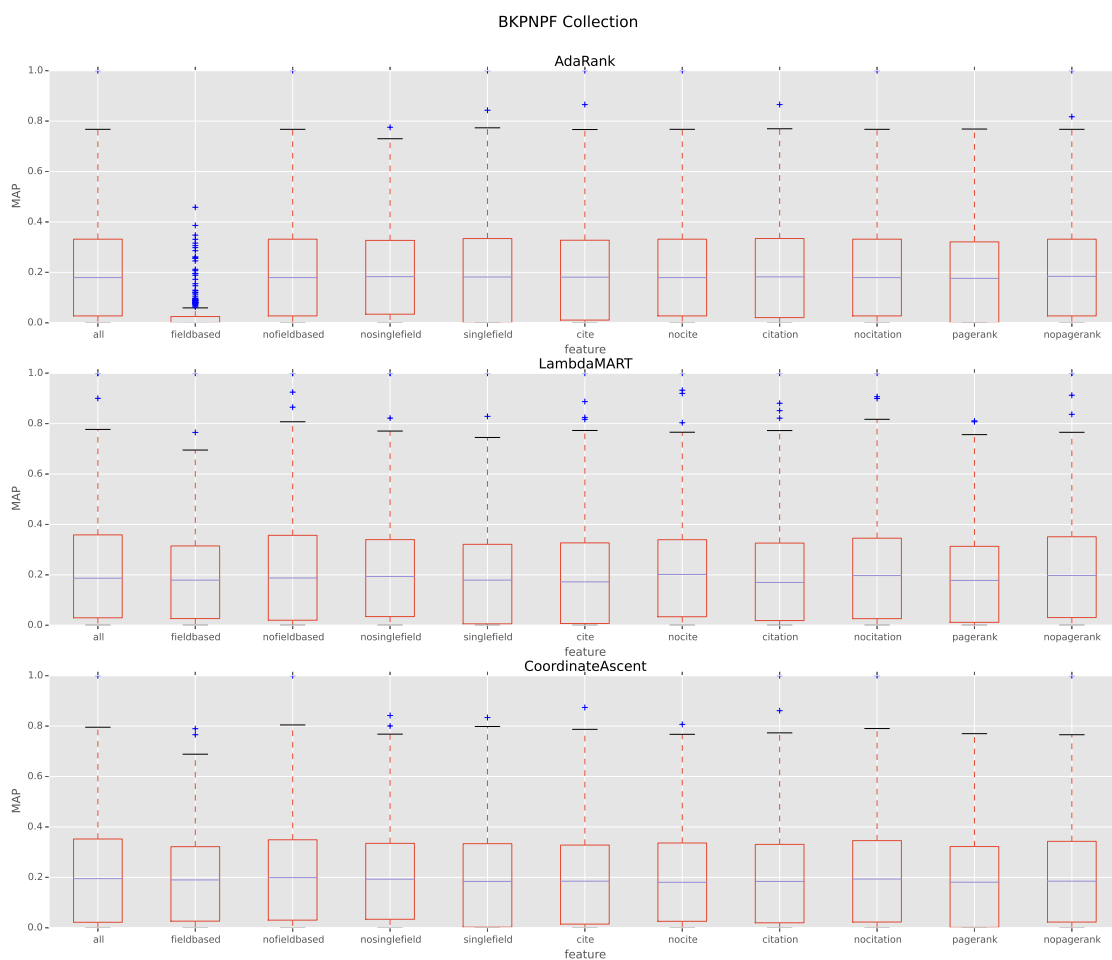 BKPNPF Collection
AdaRank
1.0
0.8
0.6
0.4
0.2
0.0
MAP
all fieldbased nofieldbased nosinglefield singlefield cite nocite citation nocitation pagerank nopagerank
feature
LambdaMART
1.0
0.8
0.6
0.4
0.2
0.0
MAP
all fieldbased nofieldbased nosinglefield singlefield cite nocite citation nocitation pagerank nopagerank
feature
CoordinateAscent
1.0
0.8
0.6
0.4
0.2
0.0
MAP
all fieldbased nofieldbased nosinglefield singlefield cite nocite citation nocitation pagerank nopagerank
feature